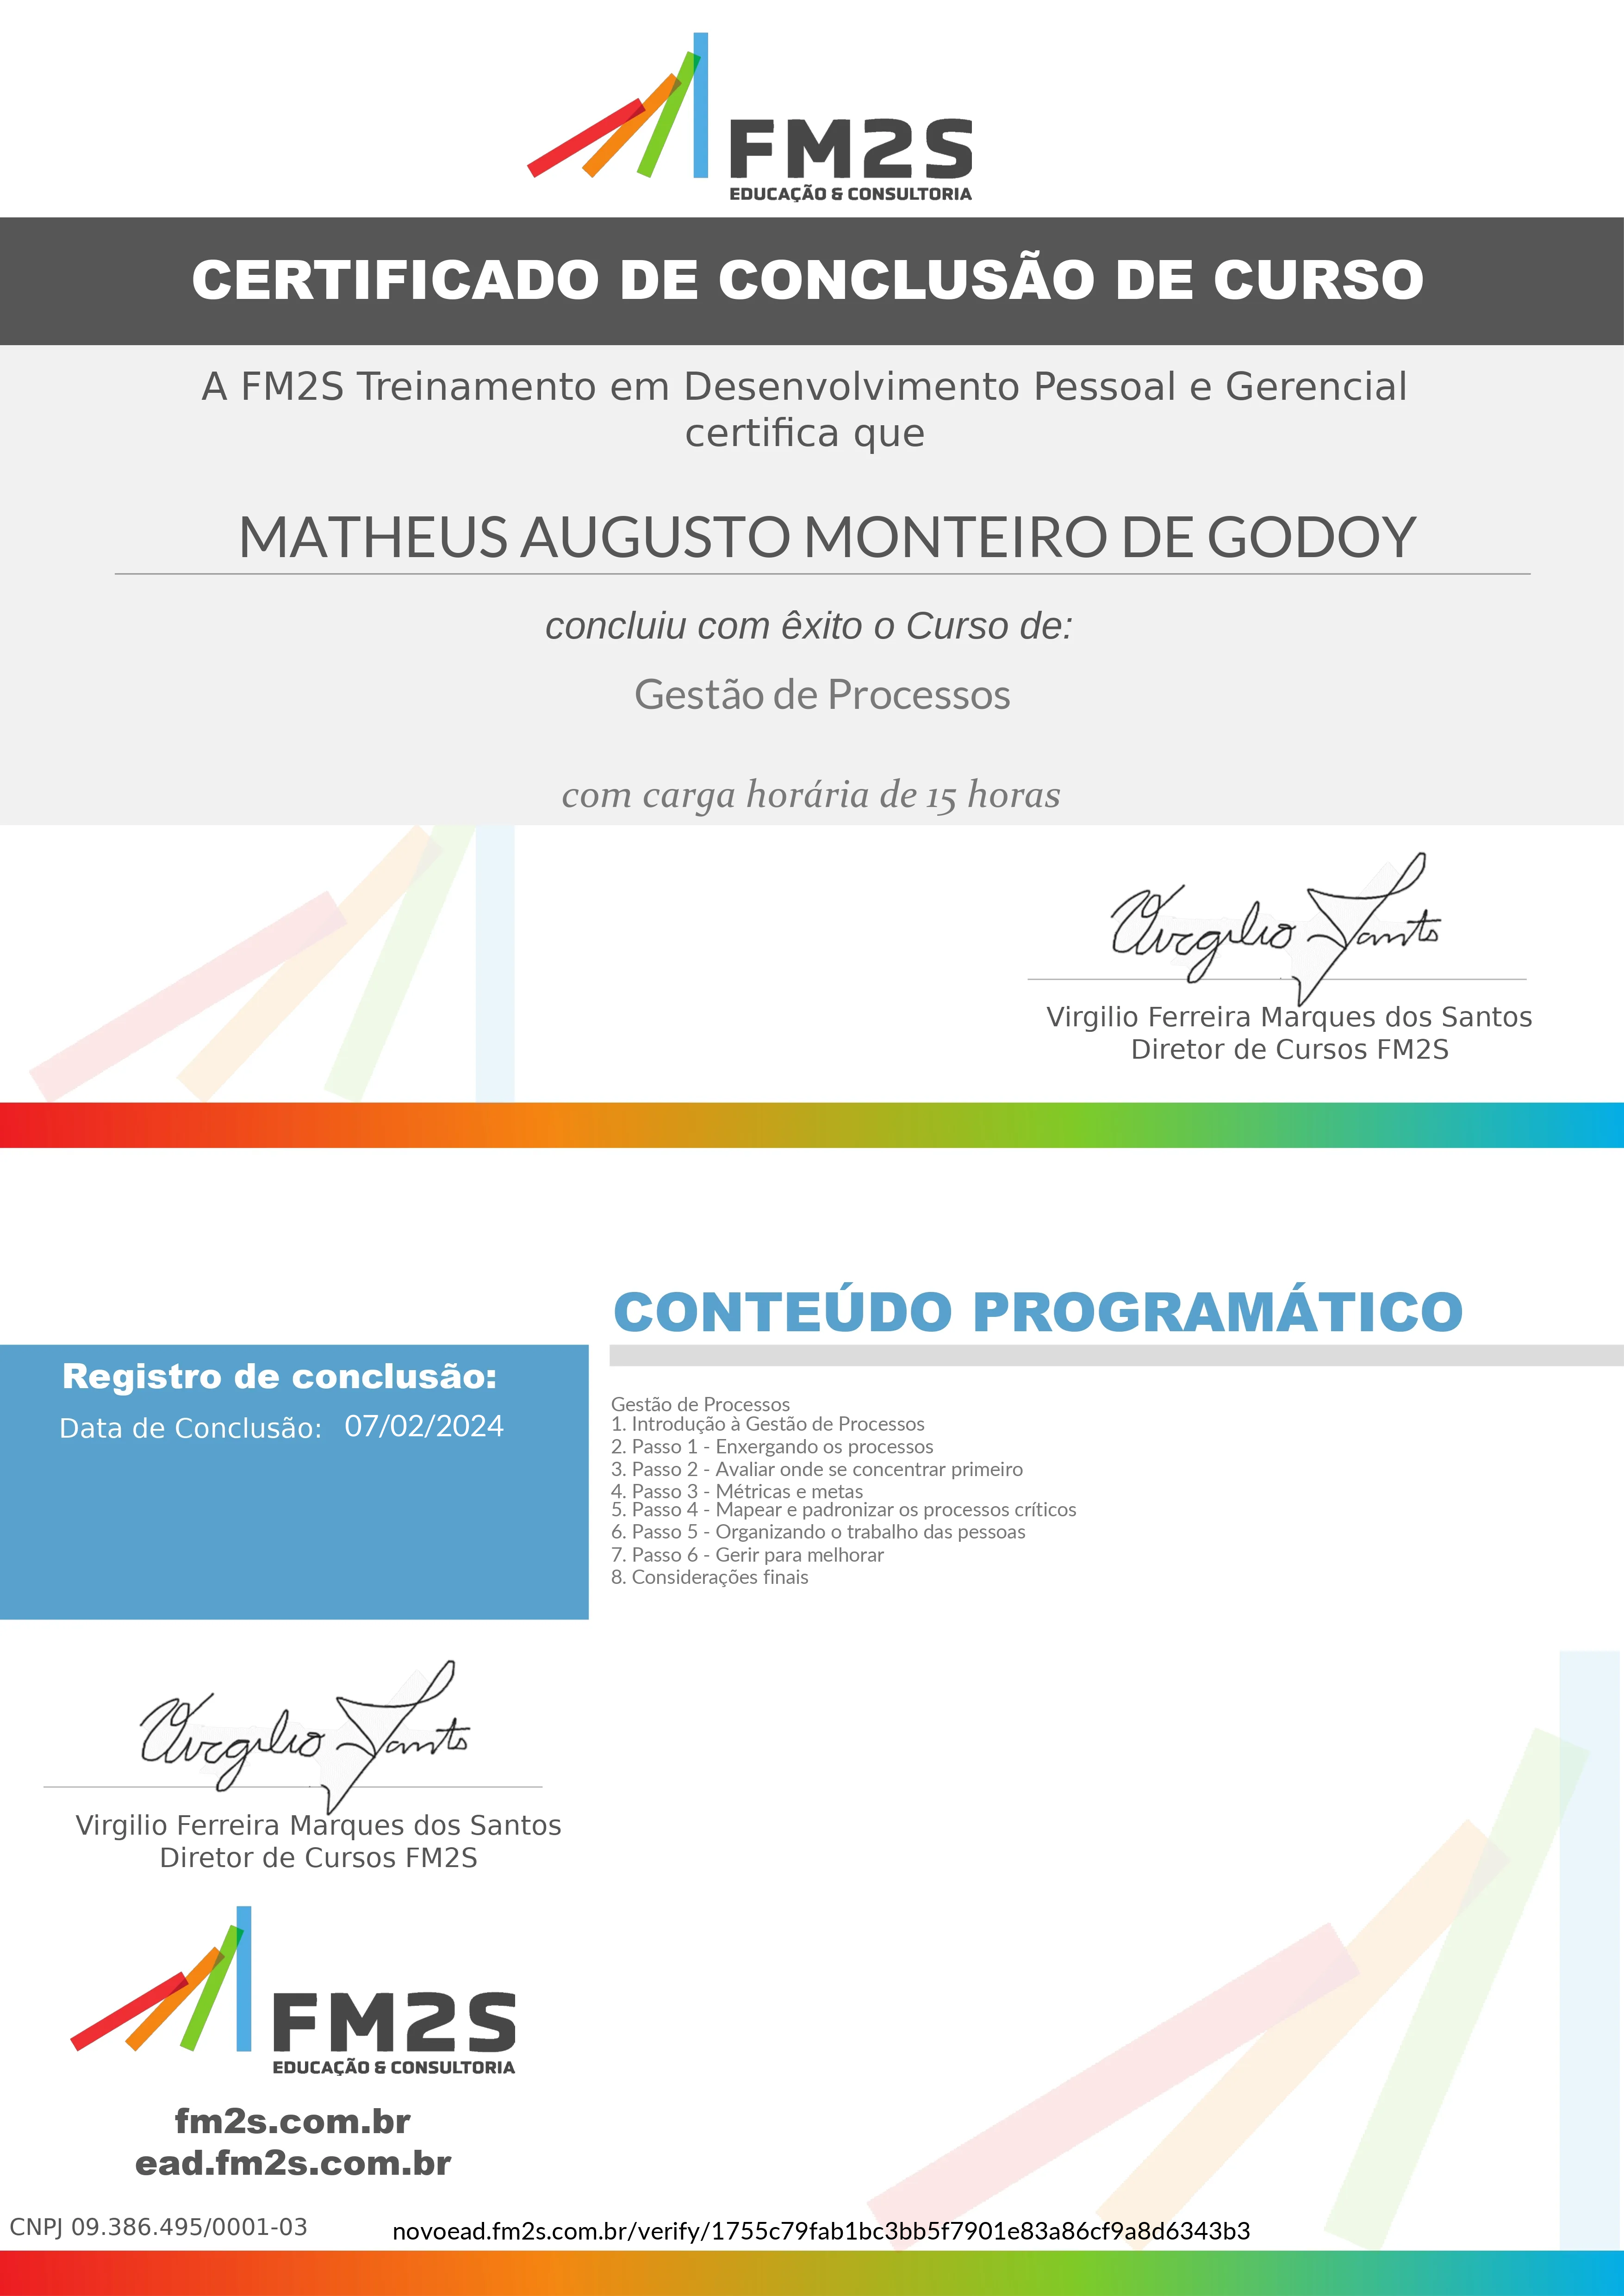 FM2S
EDUCAÇÃO & CONSULTORIA
CERTIFICADO DE CONCLUSÃO DE CURSO
A FM2S Treinamento em Desenvolvimento Pessoal e Gerencial
certifica que
MATHEUS AUGUSTO MONTEIRO DE GODOY
concluiu com êxito o Curso de:
Gestão de Processos
com carga horária de 15 horas
Virgilio Santo
Virgilio Ferreira Marques dos Santos
Diretor de Cursos FM2S
CONTEÚDO PROGRAMÁTICO
Registro de conclusão:
Data de Conclusão: 07/02/2024
Gestão de Processos
1. Introdução à Gestão de Processos
2. Passo 1 - Enxergando os processos
3. Passo 2 - Avaliar onde se concentrar primeiro
4. Passo 3 - Métricas e metas
5. Passo 4 - Mapear e padronizar os processos críticos
6. Passo 5 - Organizando o trabalho das pessoas
7. Passo 6 - Gerir para melhorar
8. Considerações finais
Virgilio Santo
Virgilio Ferreira Marques dos Santos
Diretor de Cursos FM2S
FM2S
EDUCAÇÃO & CONSULTORIA
fm2s.com.br
ead.fm2s.com.br
CNPJ 09.386.495/0001-03
novoead.fm2s.com.br/verify/1755c79fab1bc3bb5f7901e83a86cf9a8d6343b3